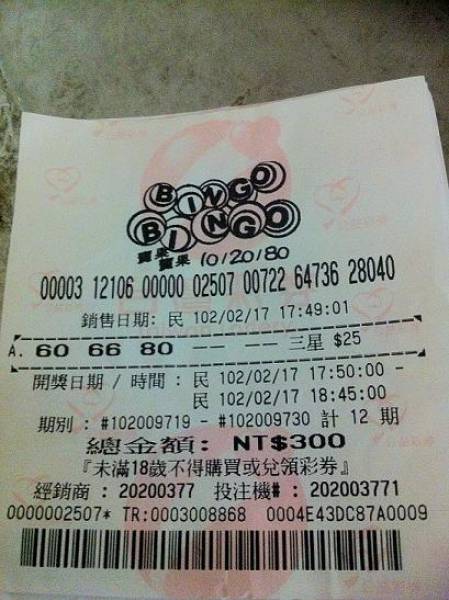 BINGO
BINGO
賓果
賓果 10/20/80
00003 12106 00000 02507 00722 64736 28040
銷售日期: 民 102/02/17 17:49:01
A. 60 66 80 —— —— 三星 $25
開獎日期 / 時間 : 民 102/02/17 17:50:00 -
民 102/02/17 18:45:00
期別 : #102009719 - #102009730 計 12 期
總金額: NT$300
『未滿18歲不得購買或兌領彩券』
經銷商 : 20200377 投注機# : 202003771
0000002507* TR:0003008868 0004E43DC87A0009